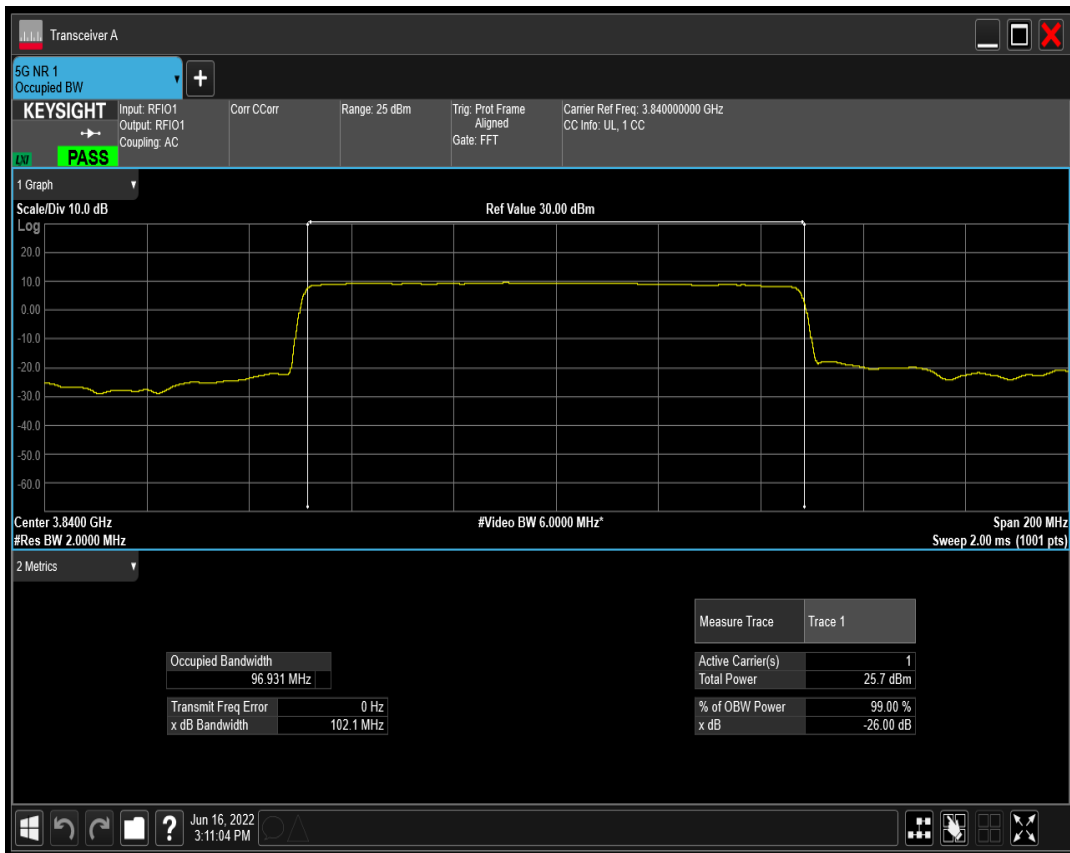 Transceiver A
5G NR 1
Occupied BW
KEYSIGHT
LXI
PASS
Input: RFIO1
Output: RFIO1
Coupling: AC
Corr CCorr
Range: 25 dBm
Trig: Prot Frame
Aligned
Gate: FFT
Carrier Ref Freq: 3.840000000 GHz
CC Info: UL, 1 CC
1 Graph
Scale/Div 10.0 dB
Ref Value 30.00 dBm
Log
20.0
10.0
0.00
-10.0
-20.0
-30.0
-40.0
-50.0
-60.0
Center 3.8400 GHz
#Video BW 6.0000 MHz*
Span 200 MHz
#Res BW 2.0000 MHz
Sweep 2.00 ms (1001 pts)
2 Metrics
Measure Trace Trace 1
Occupied Bandwidth
96.931 MHz
Active Carrier(s) 1
Total Power 25.7 dBm
Transmit Freq Error 0 Hz
x dB Bandwidth 102.1 MHz
% of OBW Power 99.00 %
x dB -26.00 dB
?
Jun 16, 2022
3:11:04 PM